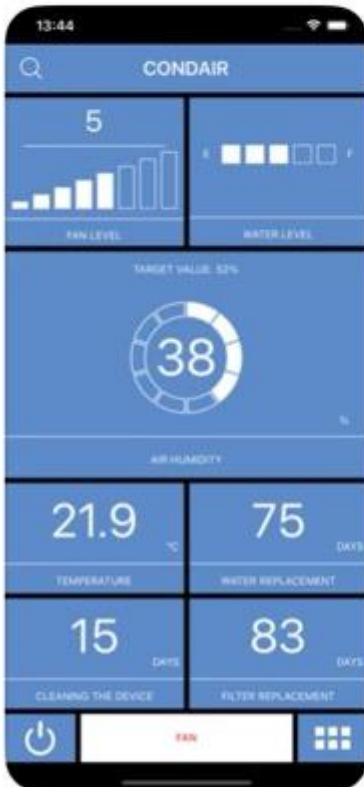 13:44
CONDAIR
5
FAN LEVEL
E F
WATER LEVEL
TARGET VALUE: 52%
38
%
AIR HUMIDITY
21.9 °C
TEMPERATURE
75 DAYS
WATER REPLACEMENT
15 DAYS
CLEANING THE DEVICE
83 DAYS
FILTER REPLACEMENT
FAN